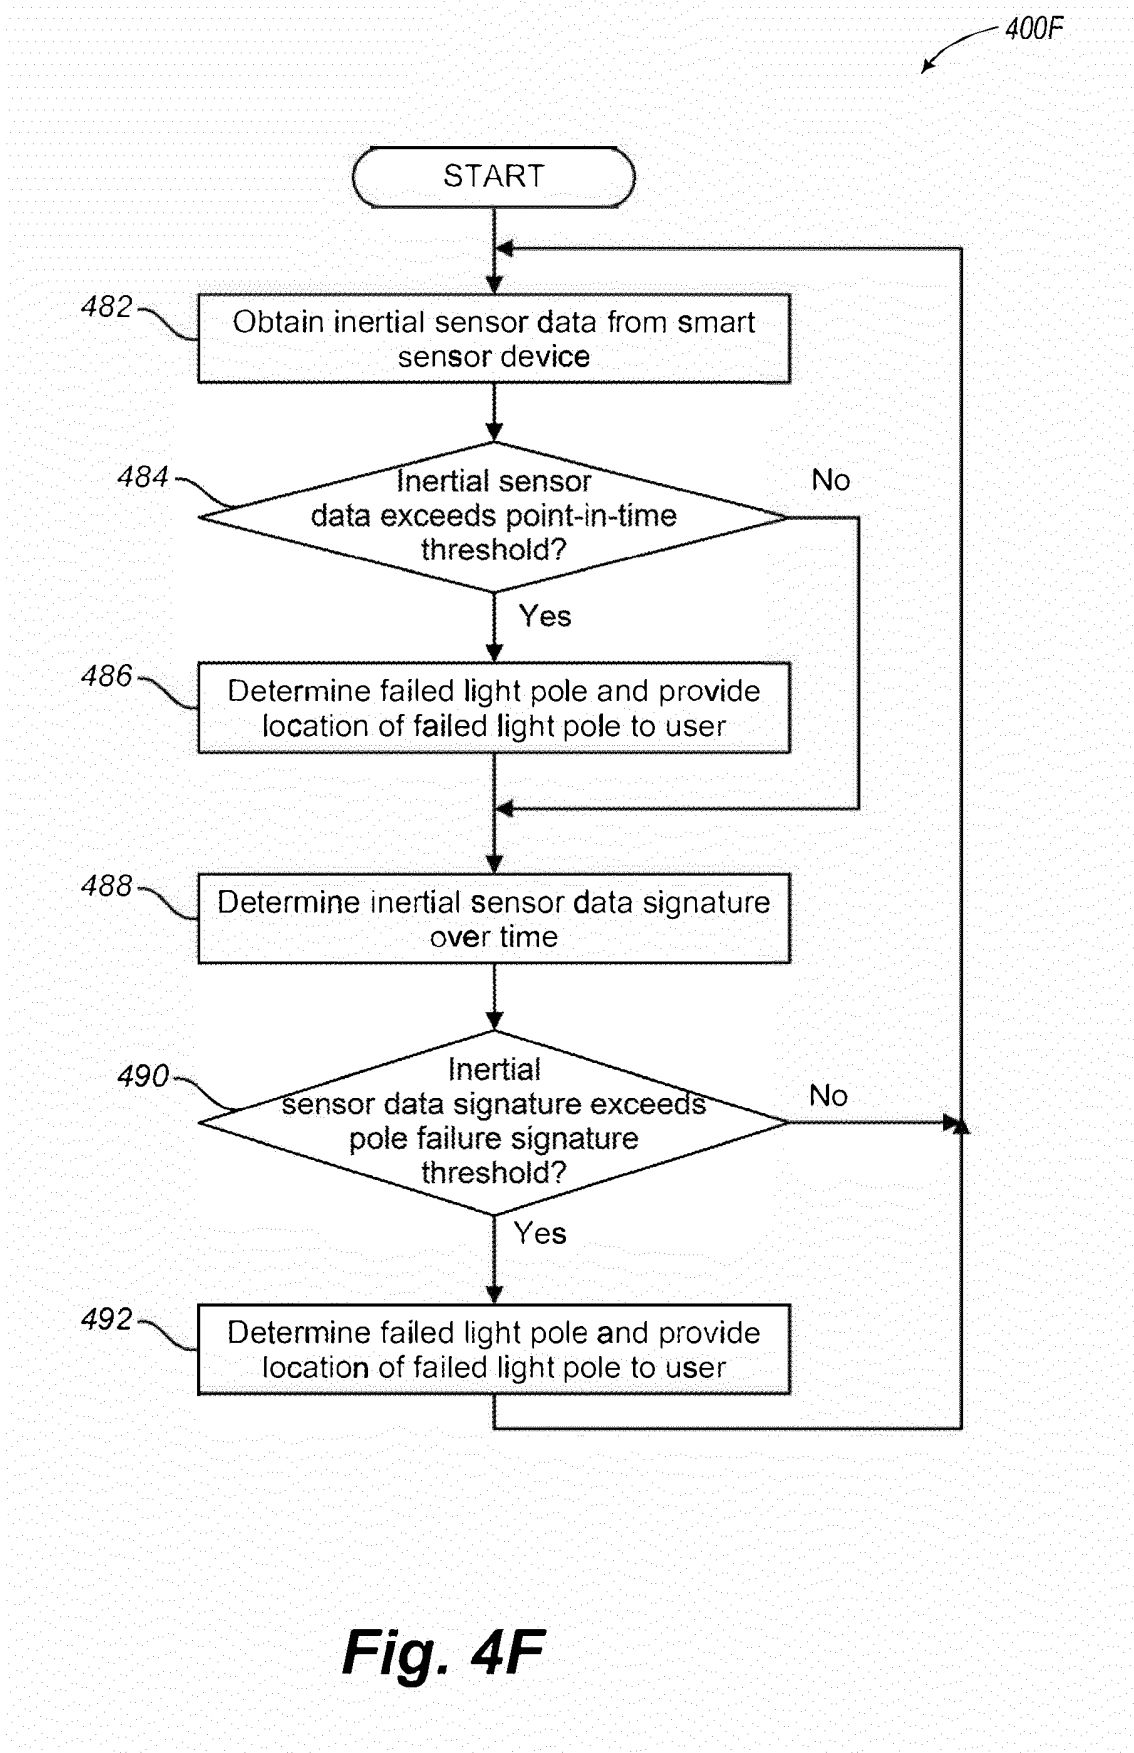 400F
START
482
Obtain inertial sensor data from smart
sensor device
484
Inertial sensor
data exceeds point-in-time
threshold?
No
Yes
486
Determine failed light pole and provide
location of failed light pole to user
488
Determine inertial sensor data signature
over time
490
Inertial
sensor data signature exceeds
pole failure signature
threshold?
No
Yes
492
Determine failed light pole and provide
location of failed light pole to user
Fig. 4F